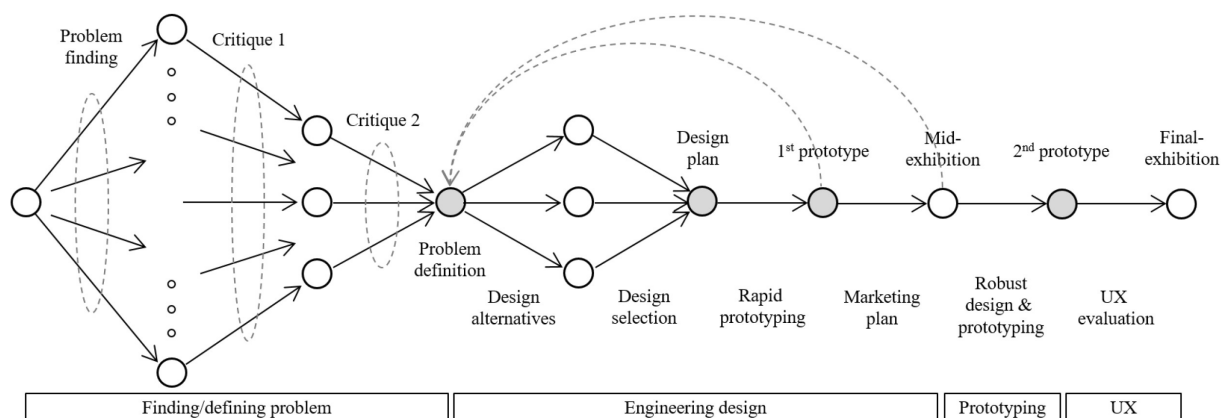 Problem
finding
Critique 1
Critique 2
Problem
definition
Design
alternatives
Design
selection
Design
plan
Rapid
prototyping
1st prototype
Marketing
plan
Mid-
exhibition
Robust
design &
prototyping
2nd prototype
UX
evaluation
Final-
exhibition
Finding/defining problem
Engineering design
Prototyping
UX